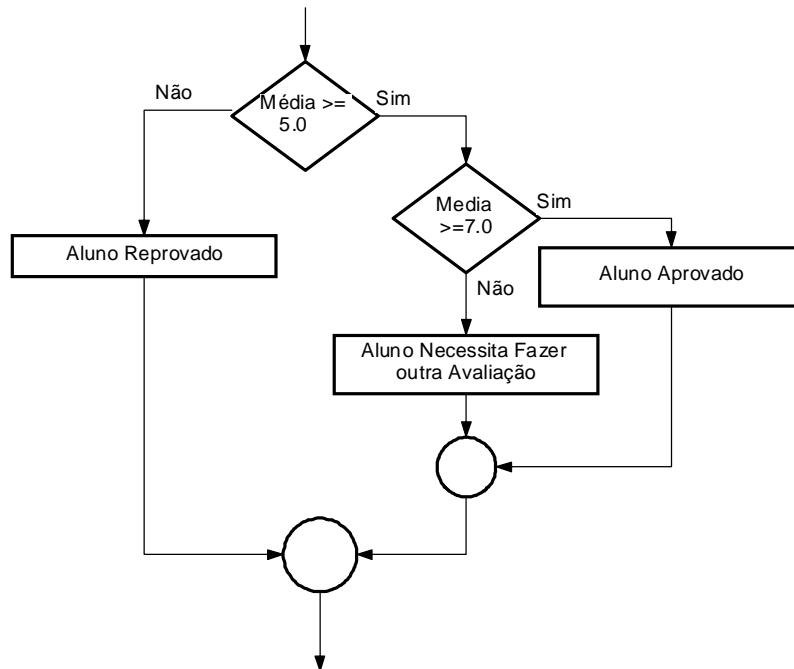 Não
Média >=
5.0
Sim
Media
>=7.0
Sim
Aluno Reprovado
Aluno Aprovado
Não
Aluno Necessita Fazer
outra Avaliação